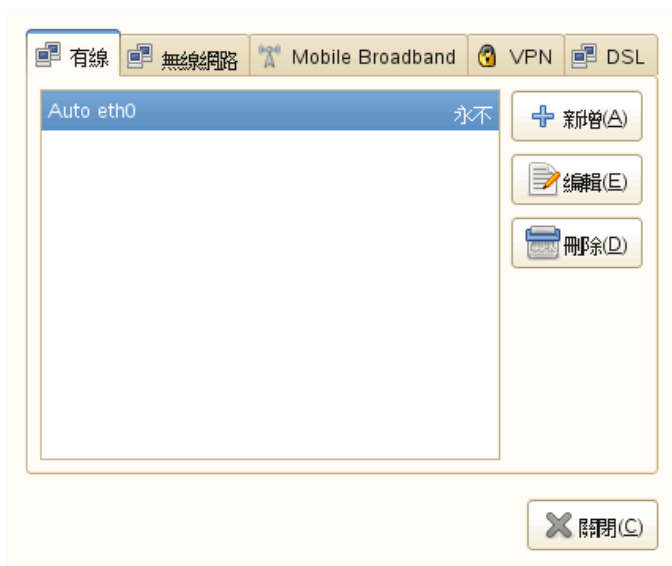 有線 無線網路 Mobile Broadband VPN DSL
Auto eth0 永不
新增(A)
編輯(E)
刪除(D)
關閉(C)